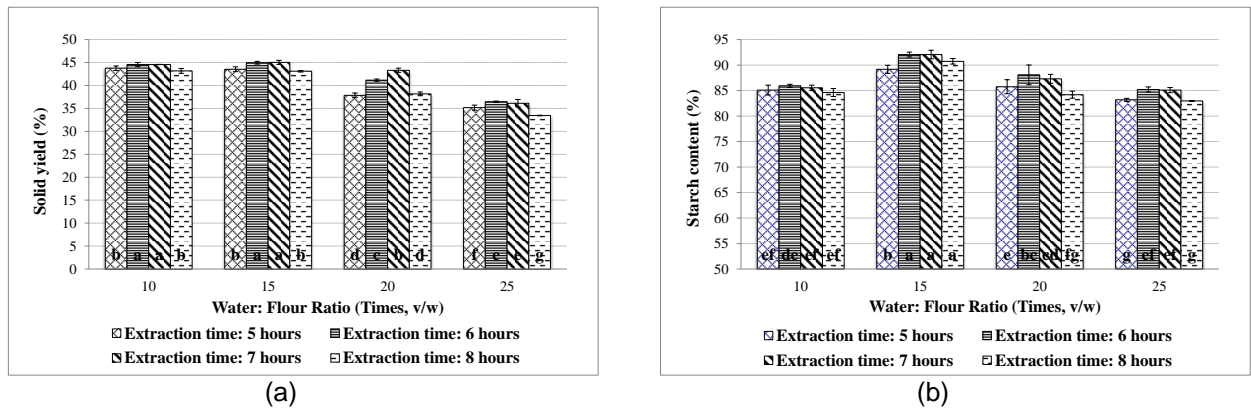 50
45
40
35
30
25
20
15
10
5
0
Solid yield (%)
b a a b b a a b d c b d f e e g
10 15 20 25
Water: Flour Ratio (Times, v/w)
Extraction time: 5 hours Extraction time: 6 hours
Extraction time: 7 hours Extraction time: 8 hours
(a)
95
90
85
80
75
70
65
60
55
50
Starch content (%)
ef de ef ef b a a a e bc cd fg g ef ef g
10 15 20 25
Water: Flour Ratio (Times, v/w)
Extraction time: 5 hours Extraction time: 6 hours
Extraction time: 7 hours Extraction time: 8 hours
(b)